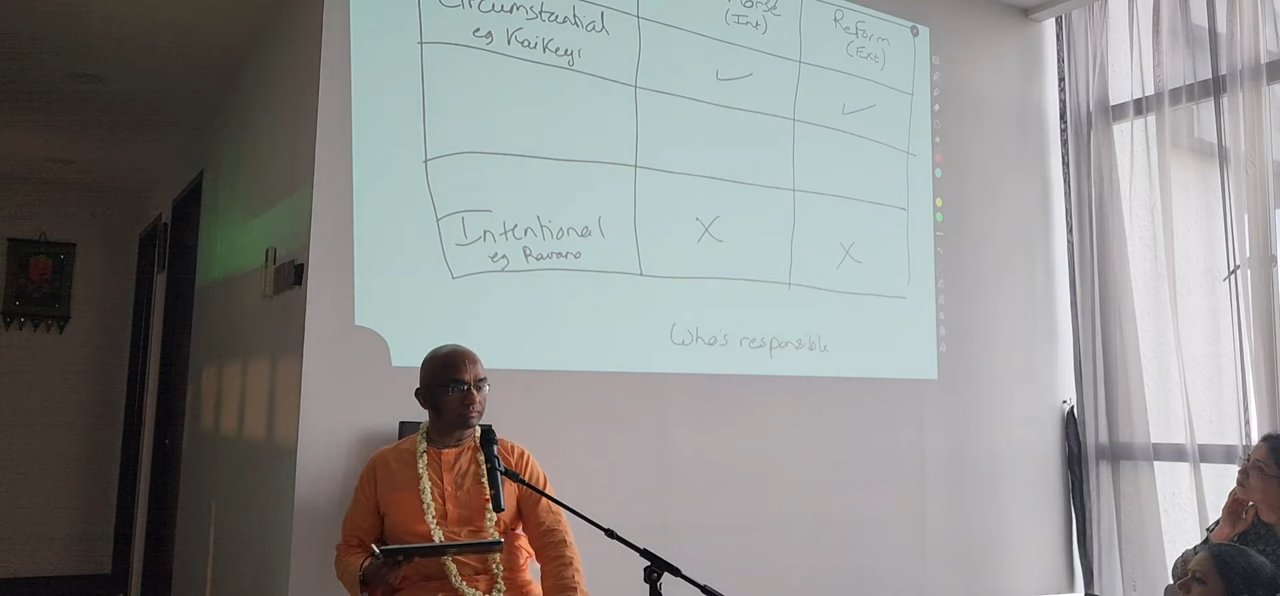 Circumstantial
eg Kaikeyi
(Int)
✓
Reform
(Ext)
✓
Intentional
eg Ravana
X
X
Who's responsible